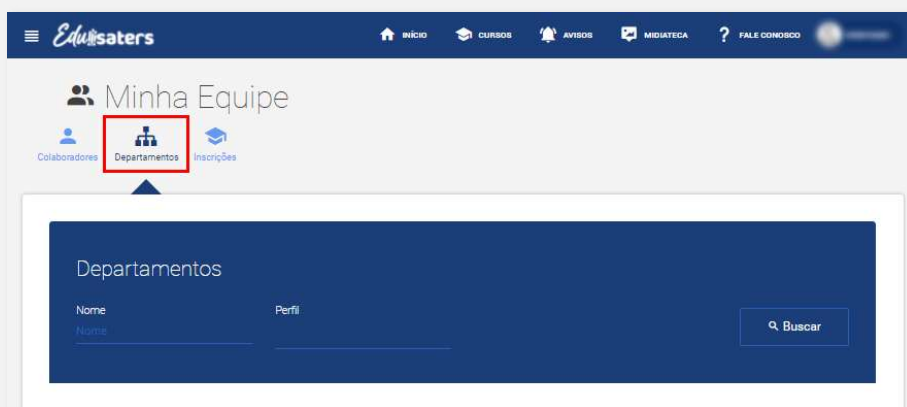 Edusaters INÍCIO CURSOS AVISOS MIDIATECA ? FALE CONOSCO
Minha Equipe
Colaboradores Departamentos Inscrições
Departamentos
Nome Perfil
Nome
Buscar